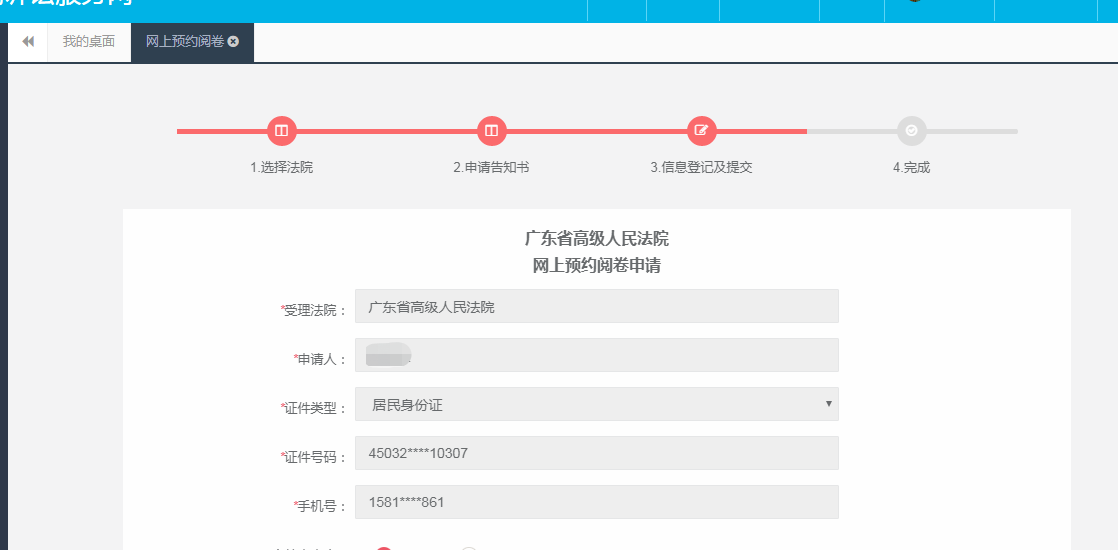 我的桌面
网上预约阅卷
1.选择法院
2.申请告知书
3.信息登记及提交
4.完成
广东省高级人民法院
网上预约阅卷申请
*受理法院： 广东省高级人民法院
*申请人：
*证件类型： 居民身份证
*证件号码： 45032****10307
*手机号： 1581****861